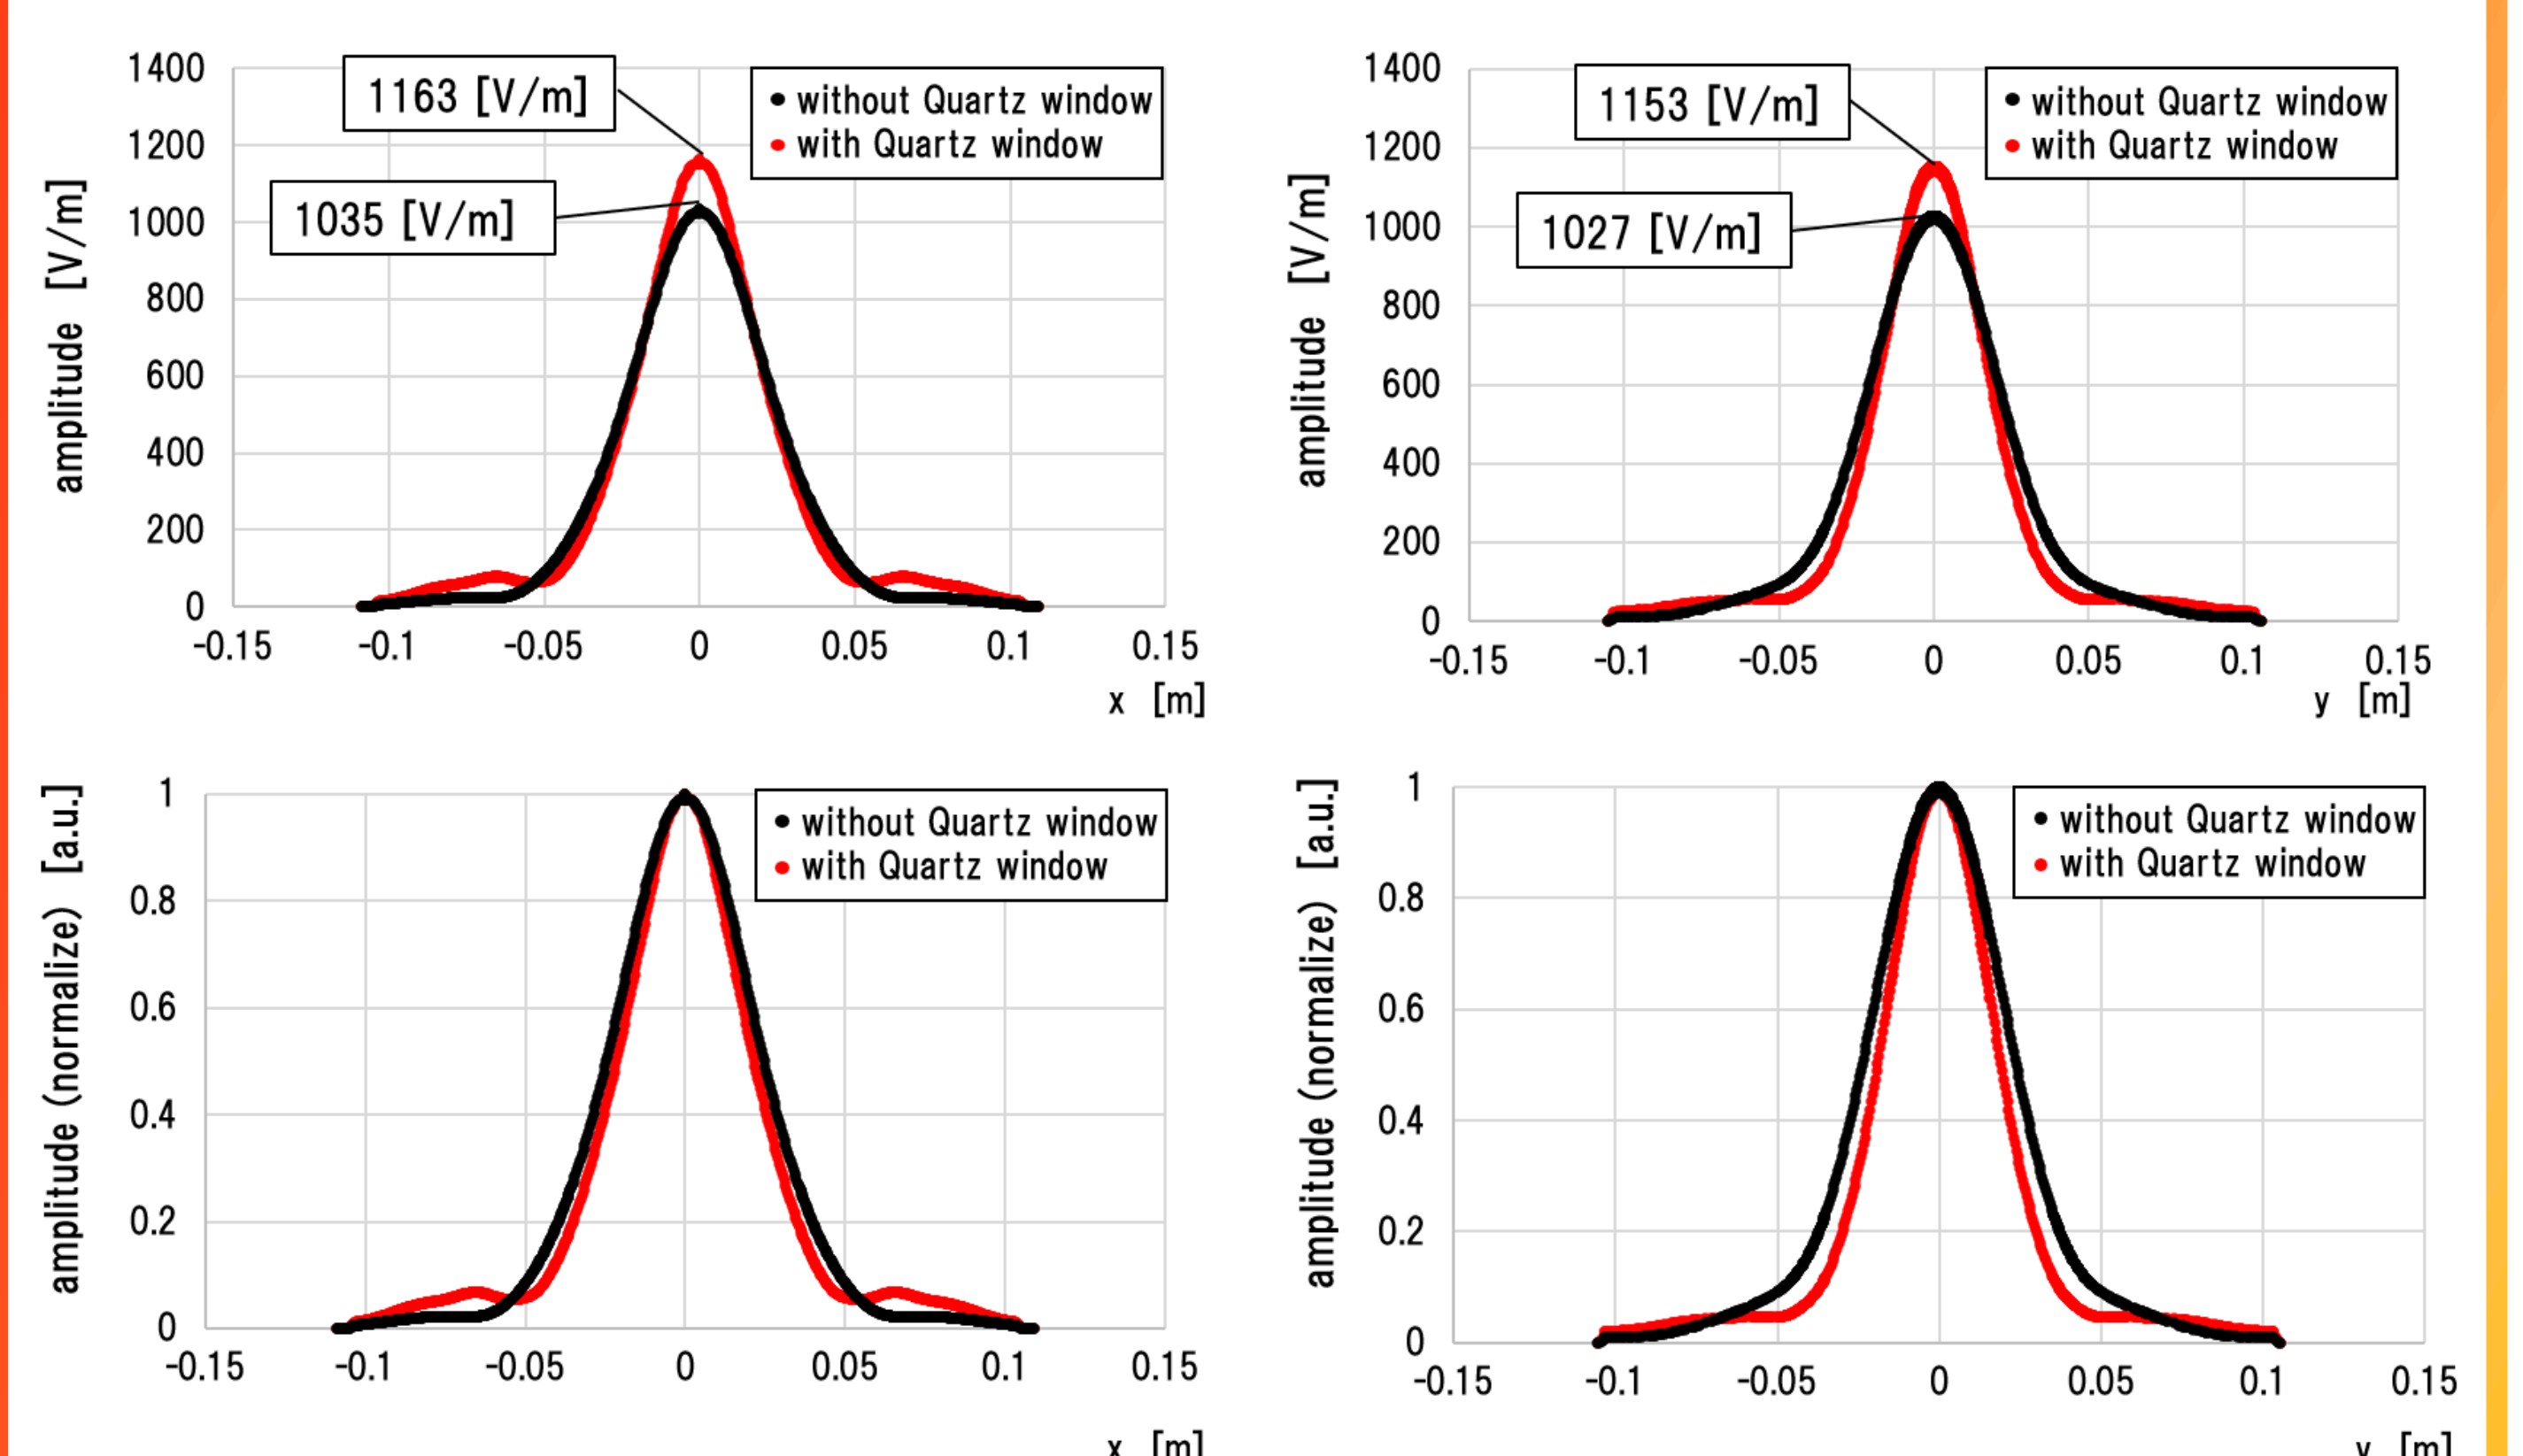 1400
1200
1000
800
600
400
200
0
amplitude [V/m]
1163 [V/m]
1035 [V/m]
without Quartz window
with Quartz window
-0.15 -0.1 -0.05 0 0.05 0.1 0.15
x [m]
1400
1200
1000
800
600
400
200
0
amplitude [V/m]
1153 [V/m]
1027 [V/m]
without Quartz window
with Quartz window
-0.15 -0.1 -0.05 0 0.05 0.1 0.15
y [m]
1
0.8
0.6
0.4
0.2
0
amplitude (normalize) [a.u.]
without Quartz window
with Quartz window
-0.15 -0.1 -0.05 0 0.05 0.1 0.15
x [m]
1
0.8
0.6
0.4
0.2
0
amplitude (normalize) [a.u.]
without Quartz window
with Quartz window
-0.15 -0.1 -0.05 0 0.05 0.1 0.15
y [m]